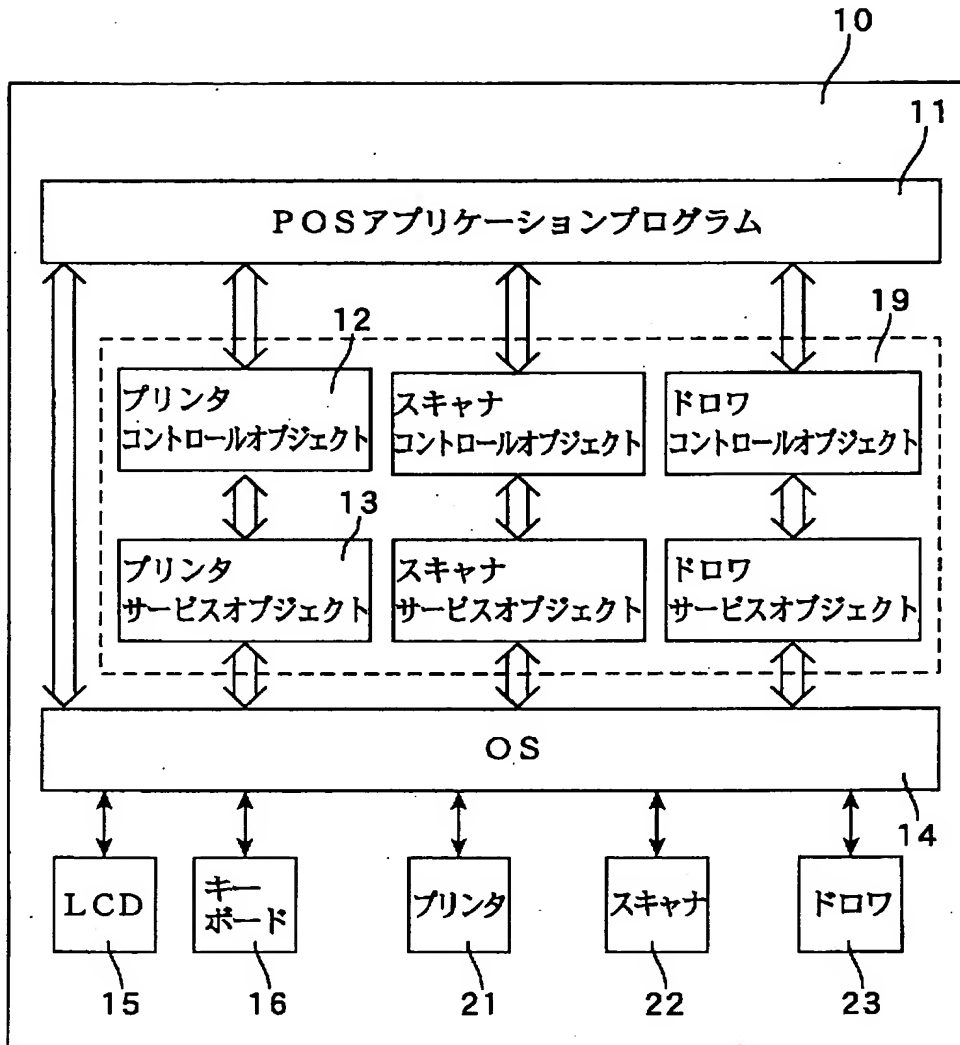 10
11
POSアプリケーションプログラム
12
19
プリンタ
コントロールオブジェクト
スキャナ
コントロールオブジェクト
ドロワ
コントロールオブジェクト
13
プリンタ
サービスオブジェクト
スキャナ
サービスオブジェクト
ドロワ
サービスオブジェクト
OS
14
LCD
キー
ボード
プリンタ
スキャナ
ドロワ
15
16
21
22
23